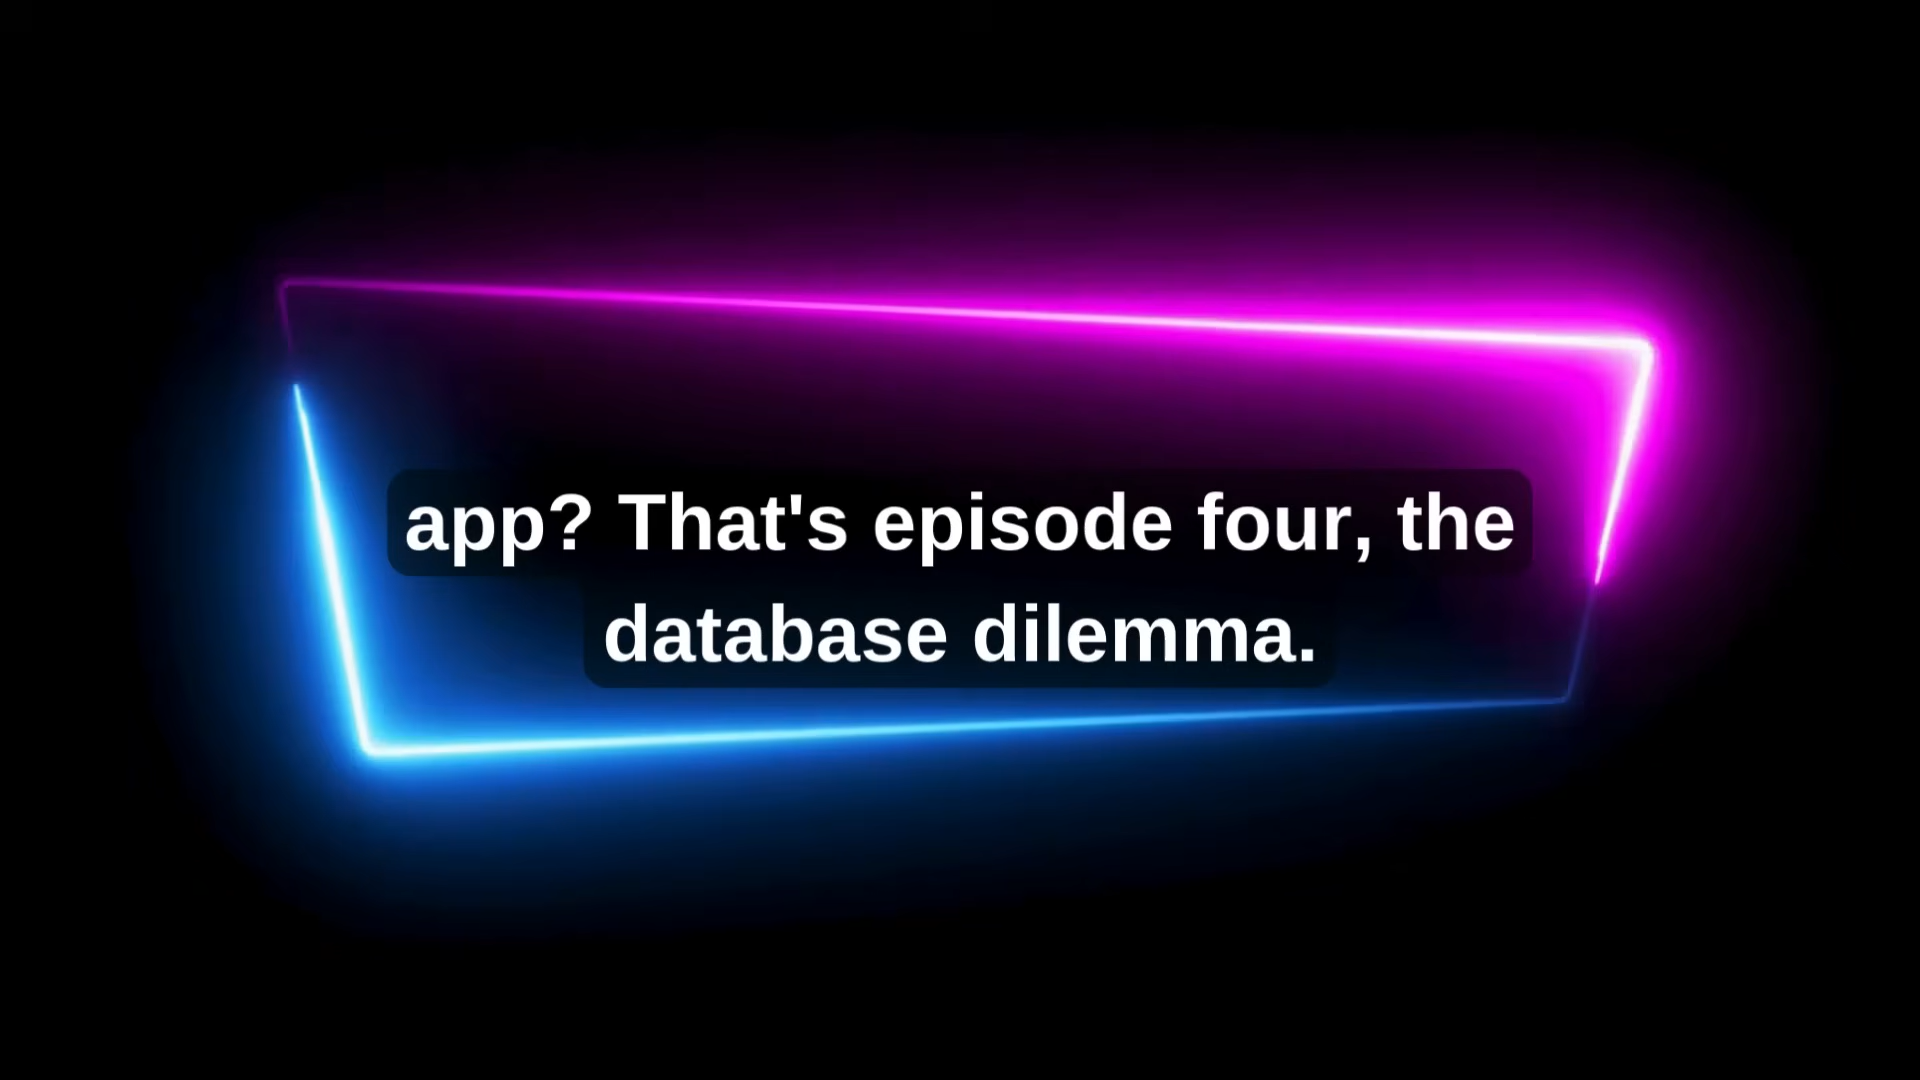 app? That's episode four, the
database dilemma.